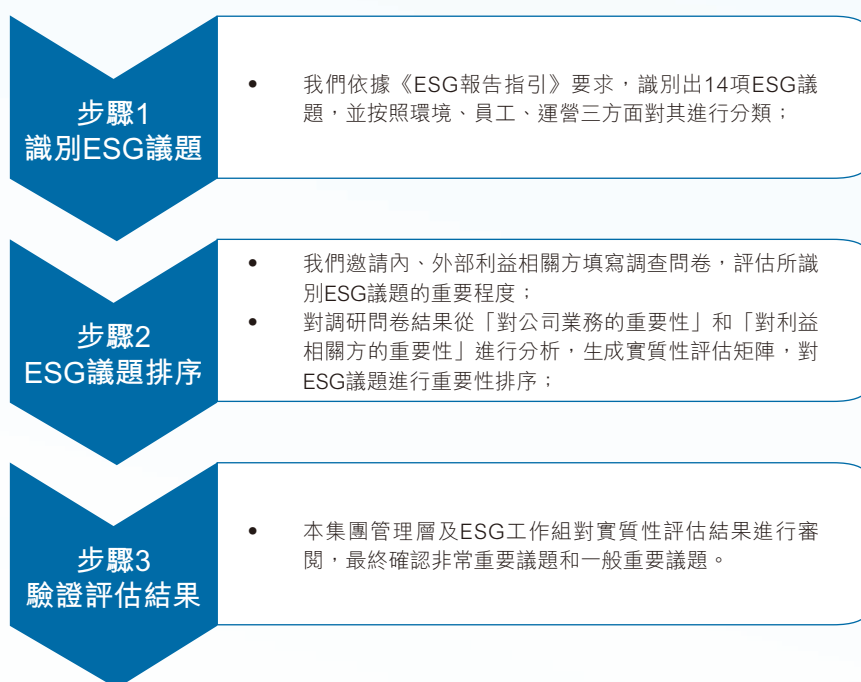 步驟1
識別ESG議題
• 我們依據《ESG報告指引》要求，識別出14項ESG議
題，並按照環境、員工、運營三方面對其進行分類；
步驟2
ESG議題排序
• 我們邀請內、外部利益相關方填寫調查問卷，評估所識
別ESG議題的重要程度；
• 對調研問卷結果從「對公司業務的重要性」和「對利益
相關方的重要性」進行分析，生成實質性評估矩陣，對
ESG議題進行重要性排序；
步驟3
驗證評估結果
• 本集團管理層及ESG工作組對實質性評估結果進行審
閱，最終確認非常重要議題和一般重要議題。